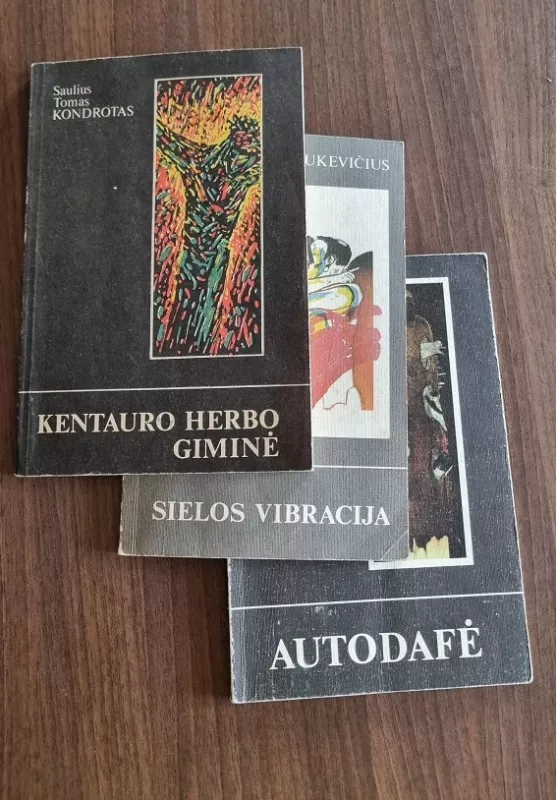 Saulius
Tomas
KONDROTAS
KENTAURO HERBO
GIMINĖ
UKEVIČIUS
SIELOS VIBRACIJA
AUTODAFĖ